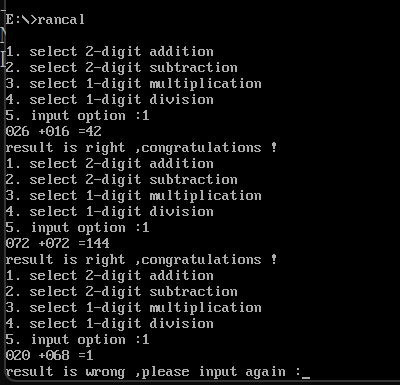 E:\>rancal
1. select 2-digit addition
2. select 2-digit subtraction
3. select 1-digit multiplication
4. select 1-digit division
5. input option :1
026 +016 =42
result is right ,congratulations !
1. select 2-digit addition
2. select 2-digit subtraction
3. select 1-digit multiplication
4. select 1-digit division
5. input option :1
072 +072 =144
result is right ,congratulations !
1. select 2-digit addition
2. select 2-digit subtraction
3. select 1-digit multiplication
4. select 1-digit division
5. input option :1
020 +068 =1
result is wrong ,please input again :_